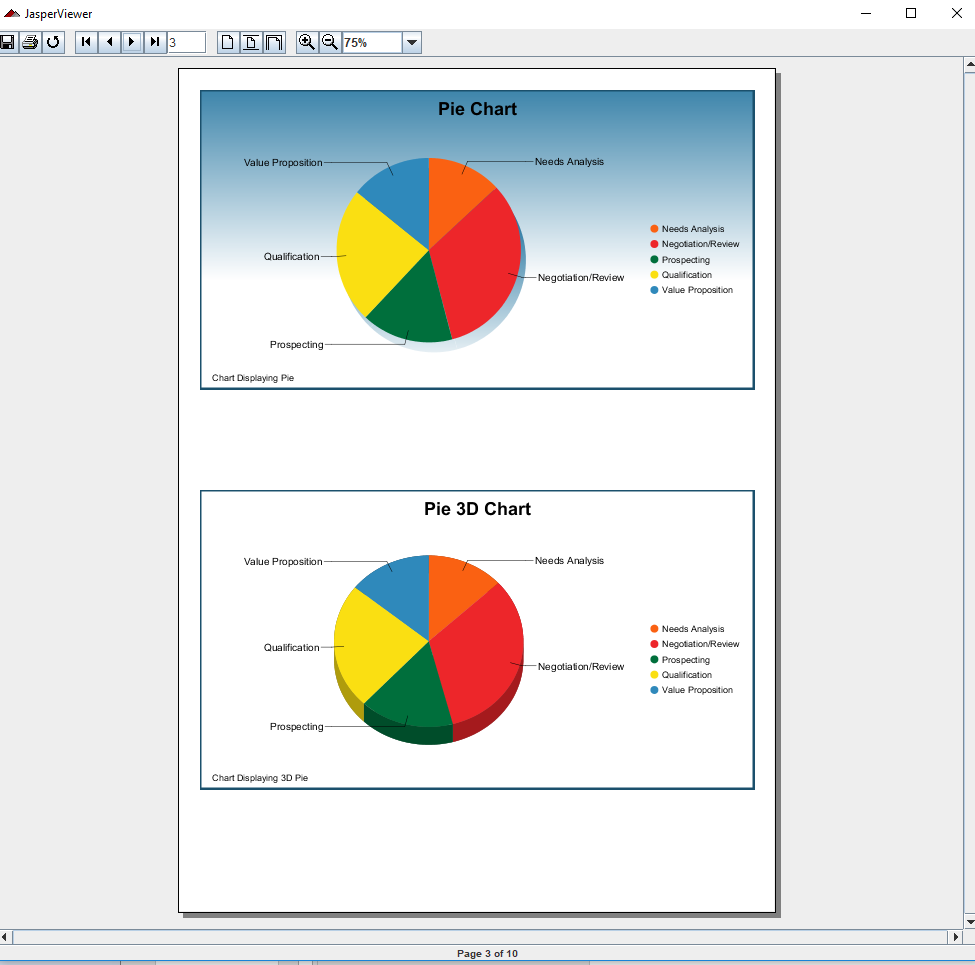 JasperViewer
3
75%
Pie Chart
Value Proposition
Needs Analysis
Qualification
Negotiation/Review
Prospecting
Needs Analysis
Negotiation/Review
Prospecting
Qualification
Value Proposition
Chart Displaying Pie
Pie 3D Chart
Value Proposition
Needs Analysis
Qualification
Negotiation/Review
Prospecting
Needs Analysis
Negotiation/Review
Prospecting
Qualification
Value Proposition
Chart Displaying 3D Pie
Page 3 of 10